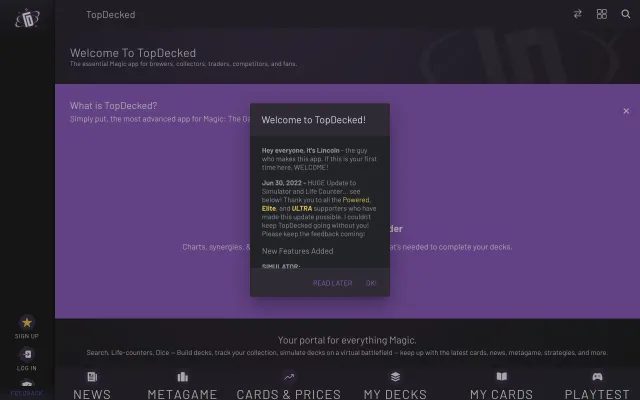 TopDecked
Welcome To TopDecked
The essential Magic app for brewers, collectors, traders, competitors, and fans.
What is TopDecked?
Simply put, the most advanced app for Magic: The Ga
Welcome to TopDecked!
Hey everyone, it's Lincoln - the guy
who makes this app. If this is your first
time here, WELCOME!
Jun 30, 2022 - HUGE Update to
Simulator and Life Counter... see
below! Thank you to all the Powered,
Elite, and ULTRA supporters who have
made this update possible. I couldn't
keep TopDecked going without you!
Please keep the feedback coming!
New Features Added
SIMULATOR:
READ LATER OK!
der
Charts, synergies, & at's needed to complete your decks.
Your portal for everything Magic.
Search, Life-counters, Dice — Build decks, track your collection, simulate decks on a virtual battlefield — keep up with the latest cards, news, metagame, strategies, and more.
SIGN UP
LOG IN
FEEDBACK
NEWS METAGAME CARDS & PRICES MY DECKS MY CARDS PLAYTEST